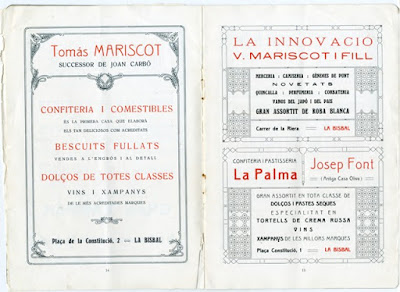 Tomás MARISCOT
SUCCESSOR DE JOAN CARBÓ
CONFITERIA I COMESTIBLES
ÉS LA PRIMERA CASA QUE ELABORA
ELS TAN DELICIOSOS COM ACREDITATS
BESCUITS FULLATS
VENDES A L'ENGRÒS I AL DETALL
DOLÇOS DE TOTES CLASSES
VINS I XAMPANYS
DE LE MÉS ACREDITADES MARQUES
Plaça de la Constitució, 2 — LA BISBAL
LA INNOVACIO
V. MARISCOT I FILL
MERCERIA : CAMISERIA : GÈNERES DE PUNT
NOVETATS
QUINCALLA : PERFUMERIA : CORBATERIA
VANOS DEL JAPÓ I DEL PAIS
GRAN ASSORTIT DE ROBA BLANCA
Carrer de la Riera. LA BISBAL
CONFITERIA I PASTISSERIA
La Palma
Josep Font
(Antiga Casa Oliva)
GRAN ASSORTIT EN TOTA CLASSE DE
DOLÇOS I PASTES SEQUES
ESPECIALITAT EN
TORTELLS DE CREMA RUSSA
VINS
XAMPANYS DE LES MILLORS MARQUES
Plaça Constitució, 1 LA BISBAL